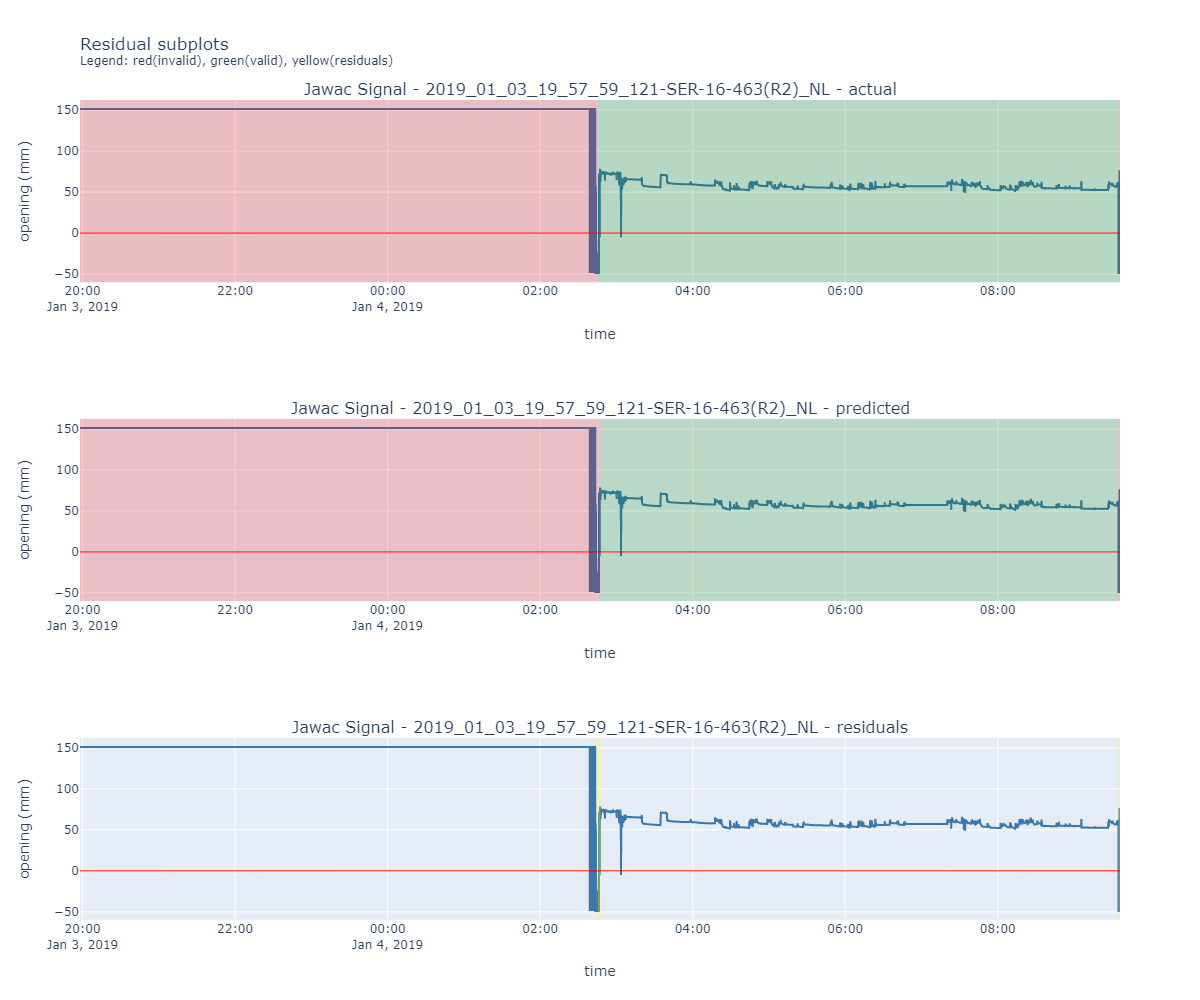 Residual subplots
Legend: red(invalid), green(valid), yellow(residuals)
Jawac Signal - 2019_01_03_19_57_59_121-SER-16-463(R2)_NL - actual
150
100
50
0
−50
opening (mm)
20:00 22:00 00:00 02:00 04:00 06:00 08:00
Jan 3, 2019 Jan 4, 2019
time
Jawac Signal - 2019_01_03_19_57_59_121-SER-16-463(R2)_NL - predicted
150
100
50
0
−50
opening (mm)
20:00 22:00 00:00 02:00 04:00 06:00 08:00
Jan 3, 2019 Jan 4, 2019
time
Jawac Signal - 2019_01_03_19_57_59_121-SER-16-463(R2)_NL - residuals
150
100
50
0
−50
opening (mm)
20:00 22:00 00:00 02:00 04:00 06:00 08:00
Jan 3, 2019 Jan 4, 2019
time